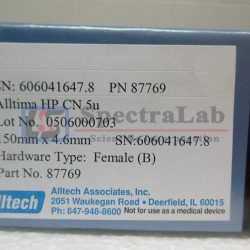 SN: 606041647.8 PN 87769
Alltima HP CN 5u
Lot No. 0506000703
150mm x 4.6mm SN:606041647.8
Hardware Type: Female (B)
Part No. 87769
SpectraLab
lltech
Alltech Associates, Inc.
2051 Waukegan Road • Deerfield, IL 60015
Ph: 847-948-8600 Not for use as a medical device